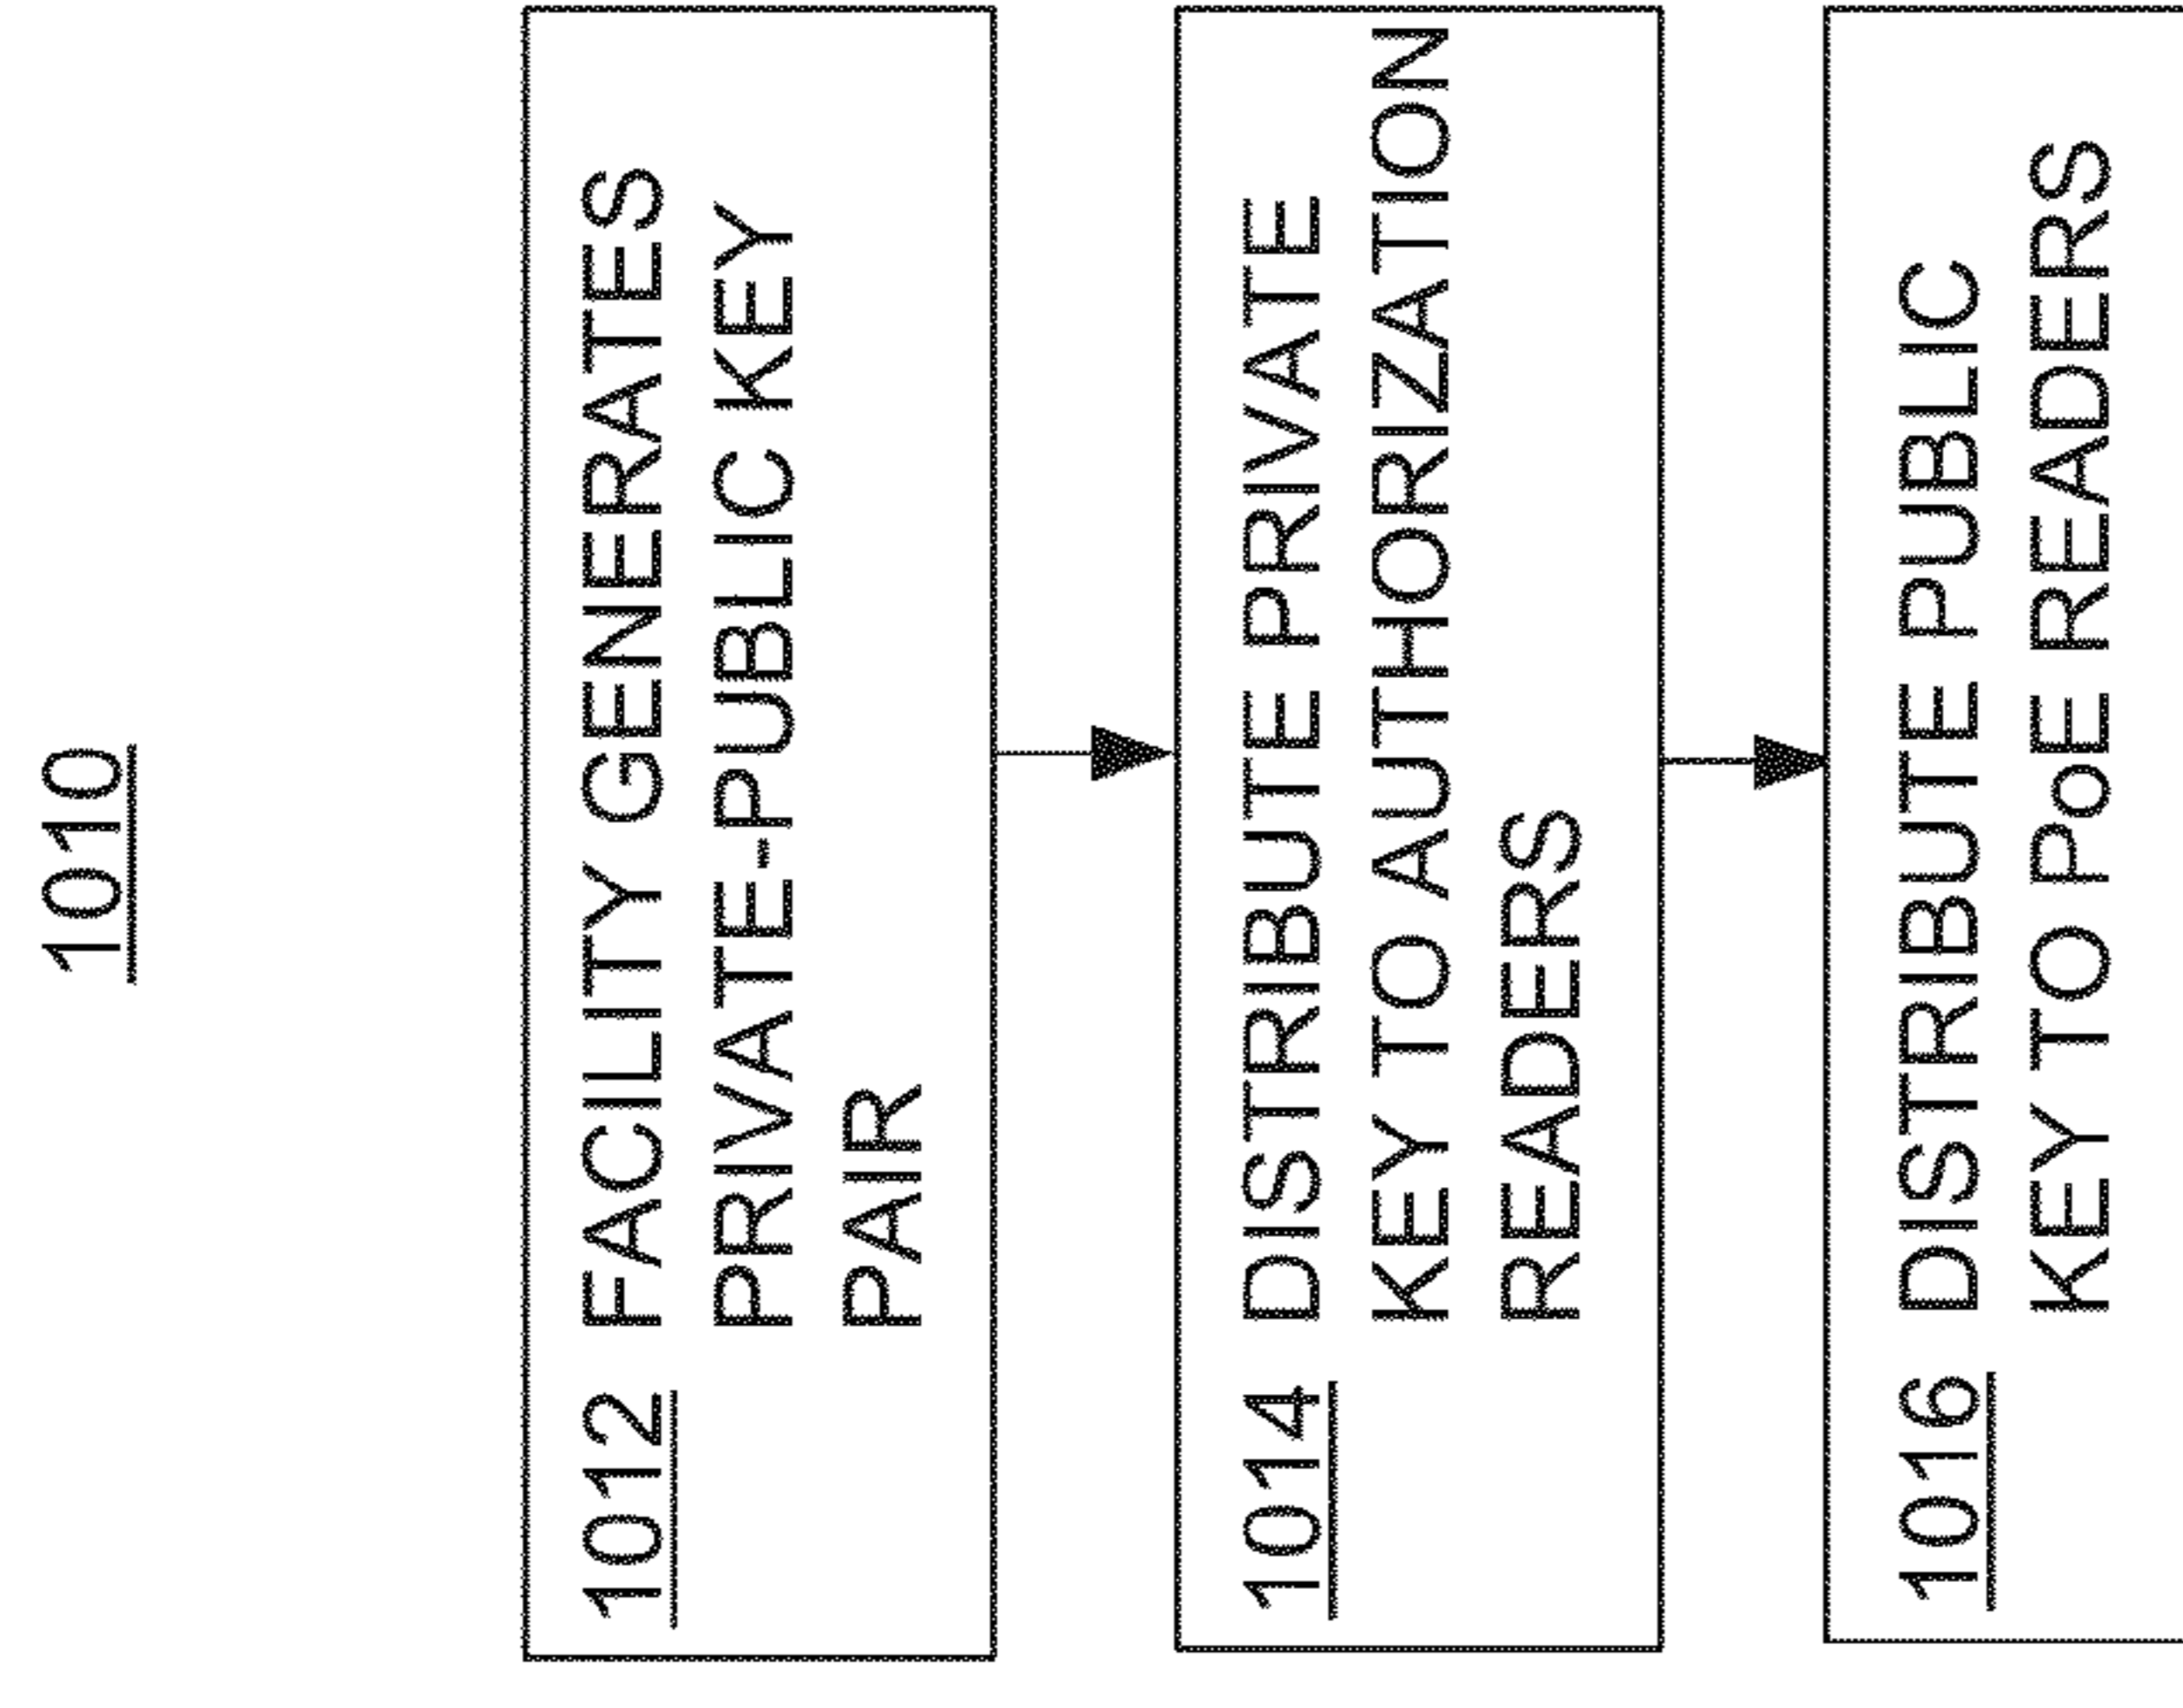 1010
1012 FACILITY GENERATES
PRIVATE-PUBLIC KEY
PAIR
1014 DISTRIBUTE PRIVATE
KEY TO AUTHORIZATION
READERS
1016 DISTRIBUTE PUBLIC
KEY TO PoE READERS